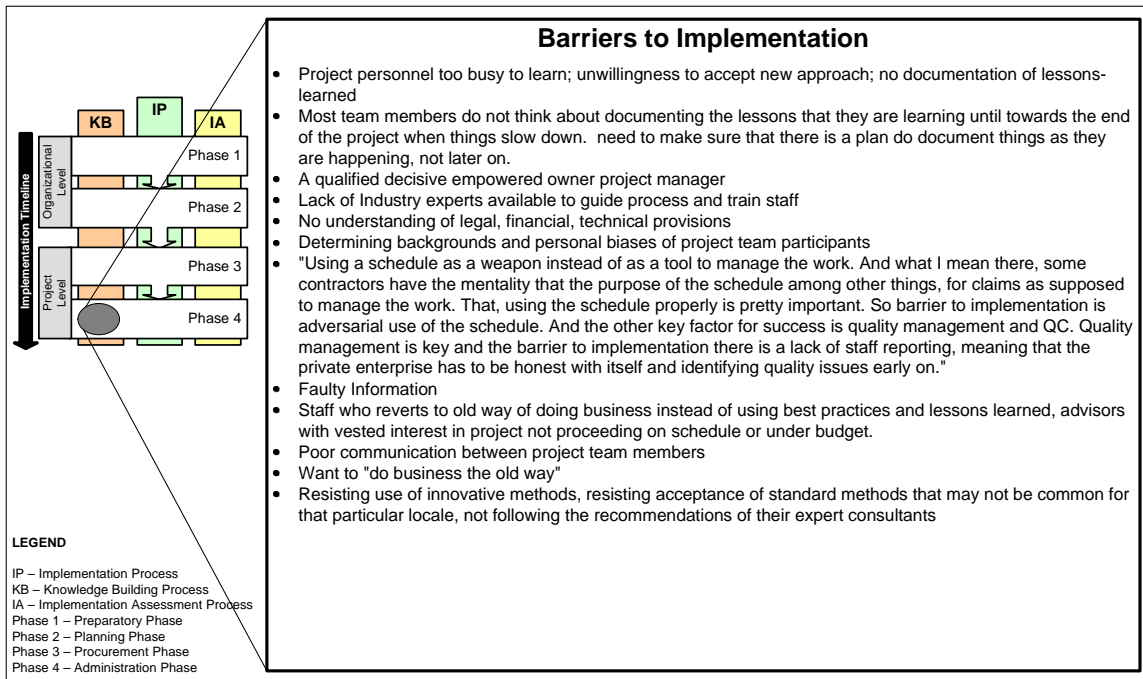 Barriers to Implementation
• Project personnel too busy to learn; unwillingness to accept new approach; no documentation of lessons-
learned
• Most team members do not think about documenting the lessons that they are learning until towards the
end of the project when things slow down.  need to make sure that there is a plan do document things as
they are happening, not later on.
• A qualified decisive empowered owner project manager
• Lack of Industry experts available to guide process and train staff
• No understanding of legal, financial, technical provisions
• Determining backgrounds and personal biases of project team participants
• "Using a schedule as a weapon instead of as a tool to manage the work. And what I mean there, some
contractors have the mentality that the purpose of the schedule among other things, for claims as supposed
to manage the work. That, using the schedule properly is pretty important. So barrier to implementation is
adversarial use of the schedule. And the other key factor for success is quality management and QC. Quality
management is key and the barrier to implementation there is a lack of staff reporting, meaning that the
private enterprise has to be honest with itself and identifying quality issues early on."
• Faulty Information
• Staff who reverts to old way of doing business instead of using best practices and lessons learned, advisors
with vested interest in project not proceeding on schedule or under budget.
• Poor communication between project team members
• Want to "do business the old way"
• Resisting use of innovative methods, resisting acceptance of standard methods that may not be common for
that particular locale, not following the recommendations of their expert consultants
KB
IP
IA
Implementation Timeline
Organizational
Level
Phase 1
Phase 2
Project
Level
Phase 3
Phase 4
LEGEND
IP – Implementation Process
KB – Knowledge Building Process
IA – Implementation Assessment Process
Phase 1 – Preparatory Phase
Phase 2 – Planning Phase
Phase 3 – Procurement Phase
Phase 4 – Administration Phase